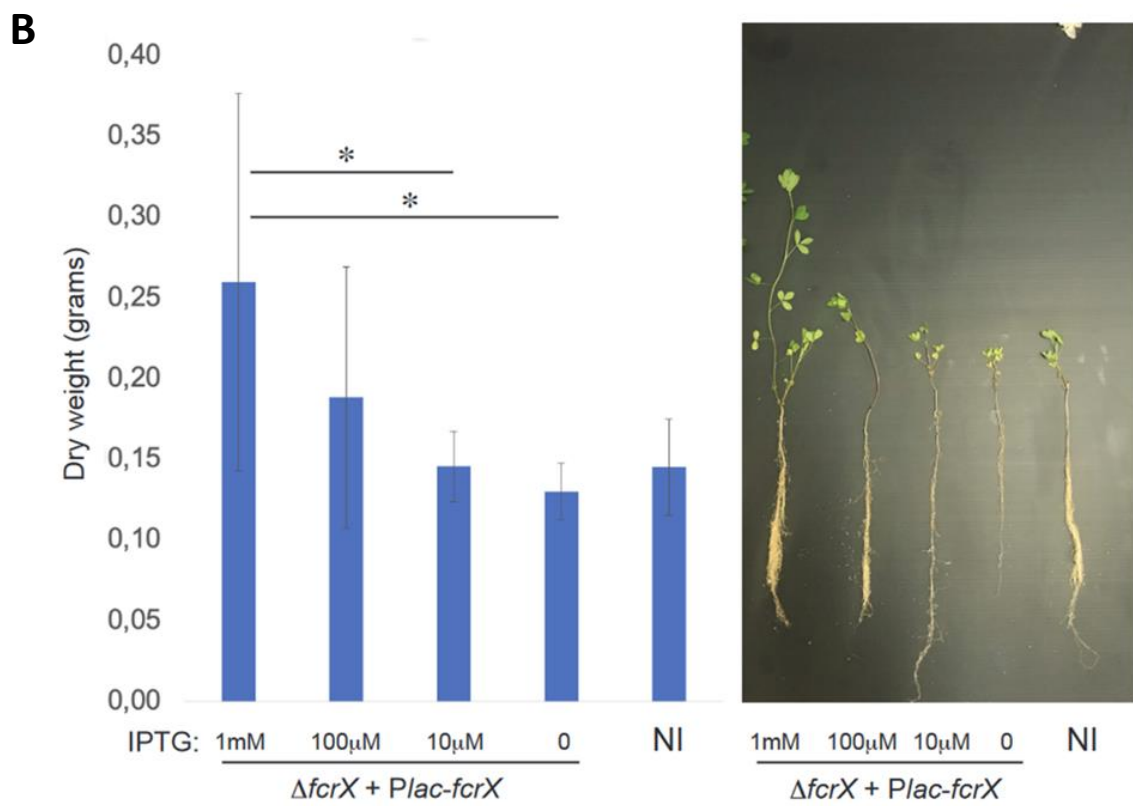 B
Dry weight (grams)
0,40
0,35
0,30
0,25
0,20
0,15
0,10
0,05
0,00
*
*
IPTG: 1mM 100μM 10μM 0 NI
ΔfcrX + Plac-fcrX
1mM 100μM 10μM 0 NI
ΔfcrX + Plac-fcrX